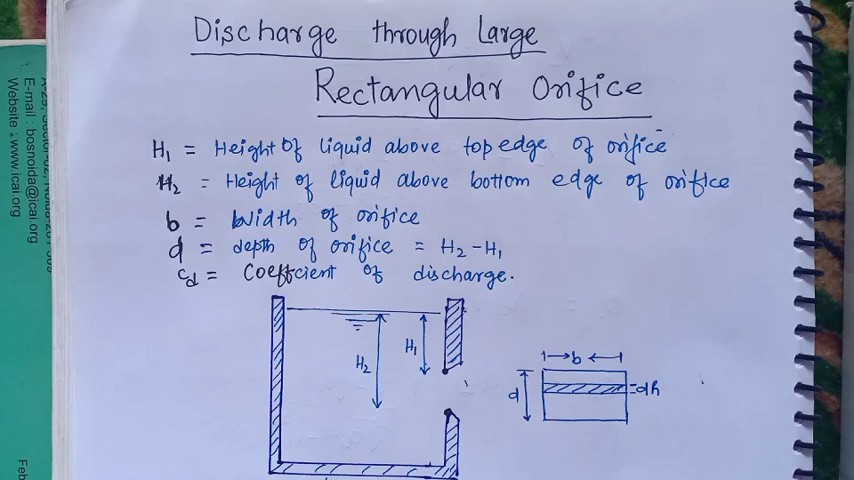 Discharge through Large
Rectangular Orifice
H₁ = Height of liquid above top edge of orifice
H₂ = Height of liquid above bottom edge of orifice
b = Width of orifice
d = depth of orifice = H₂ - H₁
Cd = Coeffcient of discharge.
H₂
H₁
b
d
= dh
E-mail : bosnoida@icai.org
Website : www.icai.org
Feb